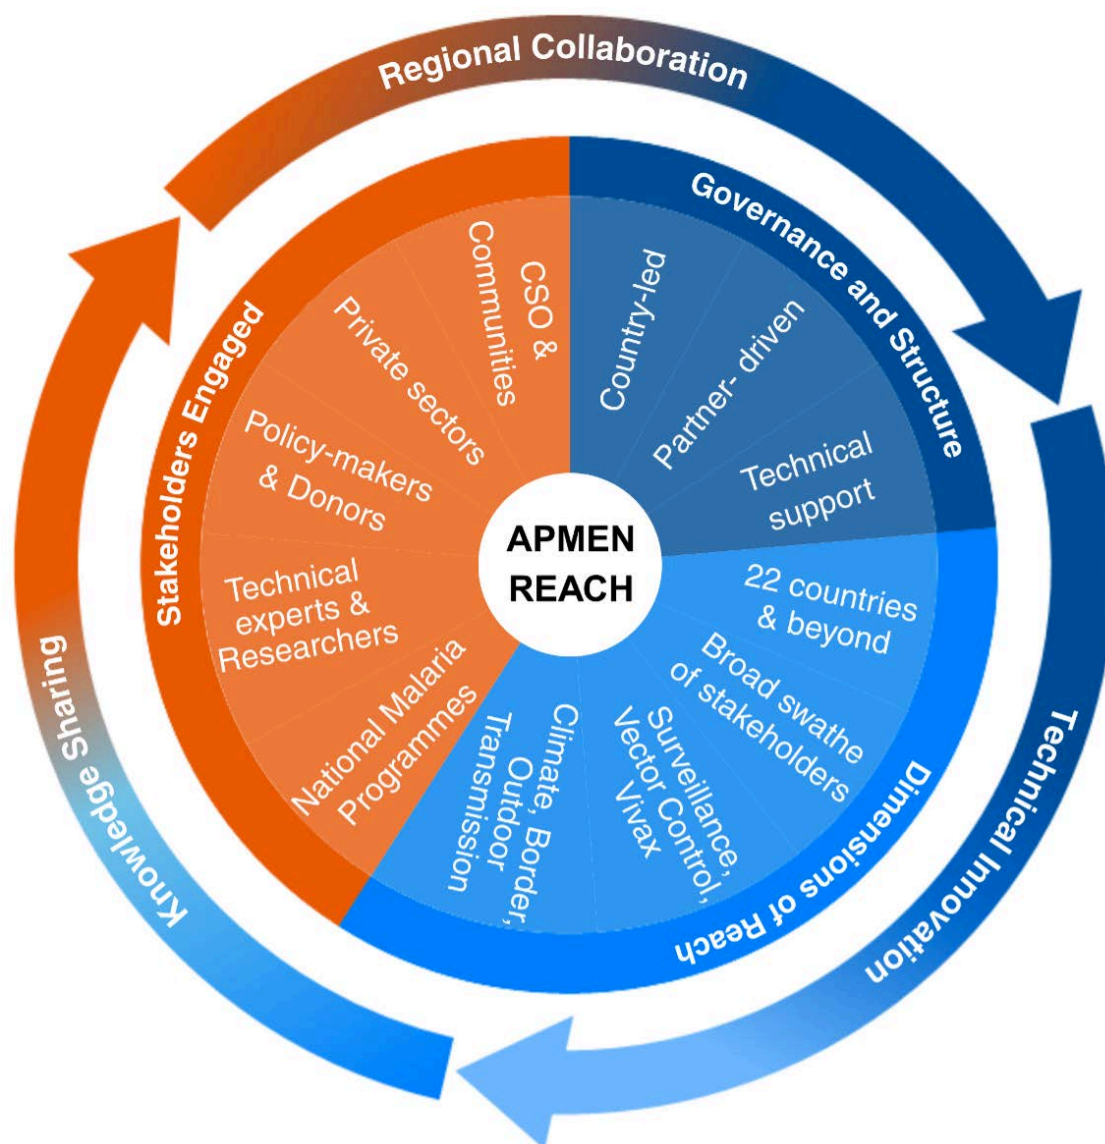 Regional Collaboration
Technical Innovation
Knowledge Sharing
Governance and Structure
Country-led
Partner- driven
Technical
support
Dimensions of Reach
22 countries
& beyond
Broad swathe
of stakeholders
Surveillance,
Vector Control,
Vivax
Climate, Border,
Outdoor
Transmission
Stakeholders Engaged
National Malaria
Programmes
Technical
experts &
Researchers
Policy-makers
& Donors
Private sectors
CSO &
Communities
APMEN
REACH